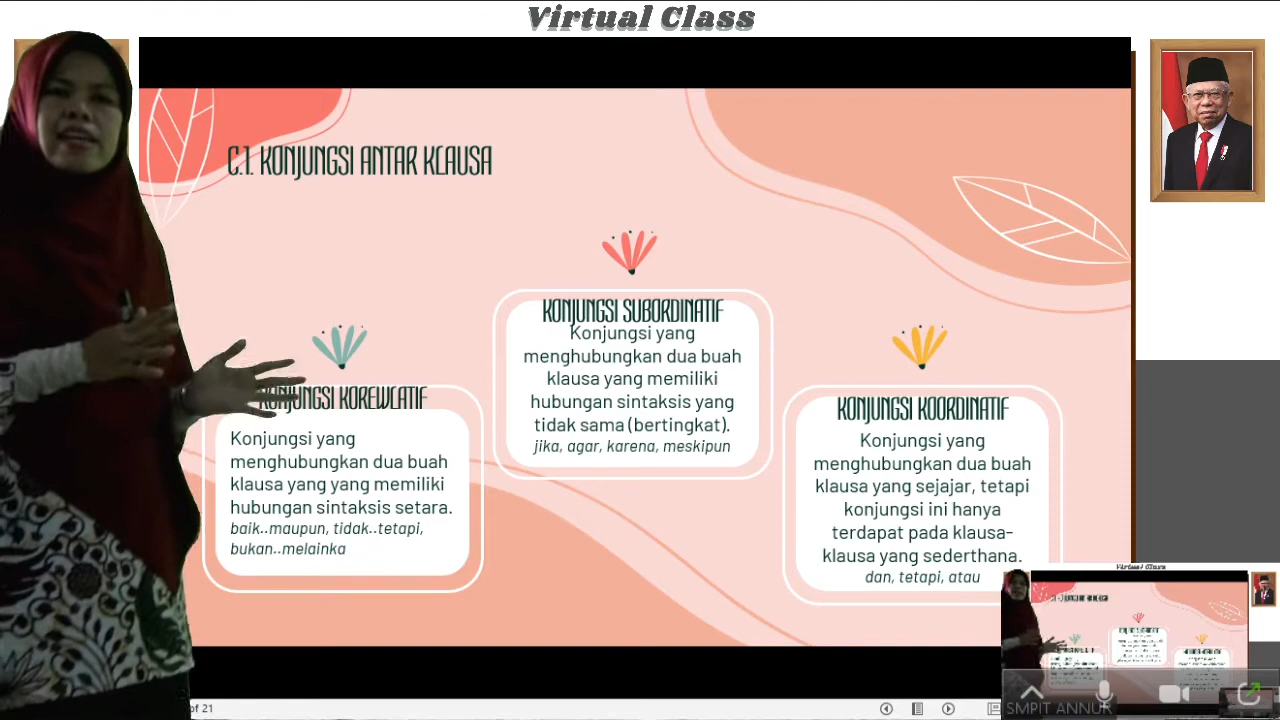 Virtual Class
C.1. KONJUNGSI ANTAR KLAUSA
KONJUNGSI KOREWLATIF
Konjungsi yang
menghubungkan dua buah
klausa yang yang memiliki
hubungan sintaksis setara.
baik..maupun, tidak..tetapi,
bukan..melainka
KONJUNGSI SUBORDINATIF
Konjungsi yang
menghubungkan dua buah
klausa yang memiliki
hubungan sintaksis yang
tidak sama (bertingkat).
jika, agar, karena, meskipun
KONJUNGSI KOORDINATIF
Konjungsi yang
menghubungkan dua buah
klausa yang sejajar, tetapi
konjungsi ini hanya
terdapat pada klausa-
klausa yang sederthana.
dan, tetapi, atau
of 21
Virtual Class
SMPIT ANNUR